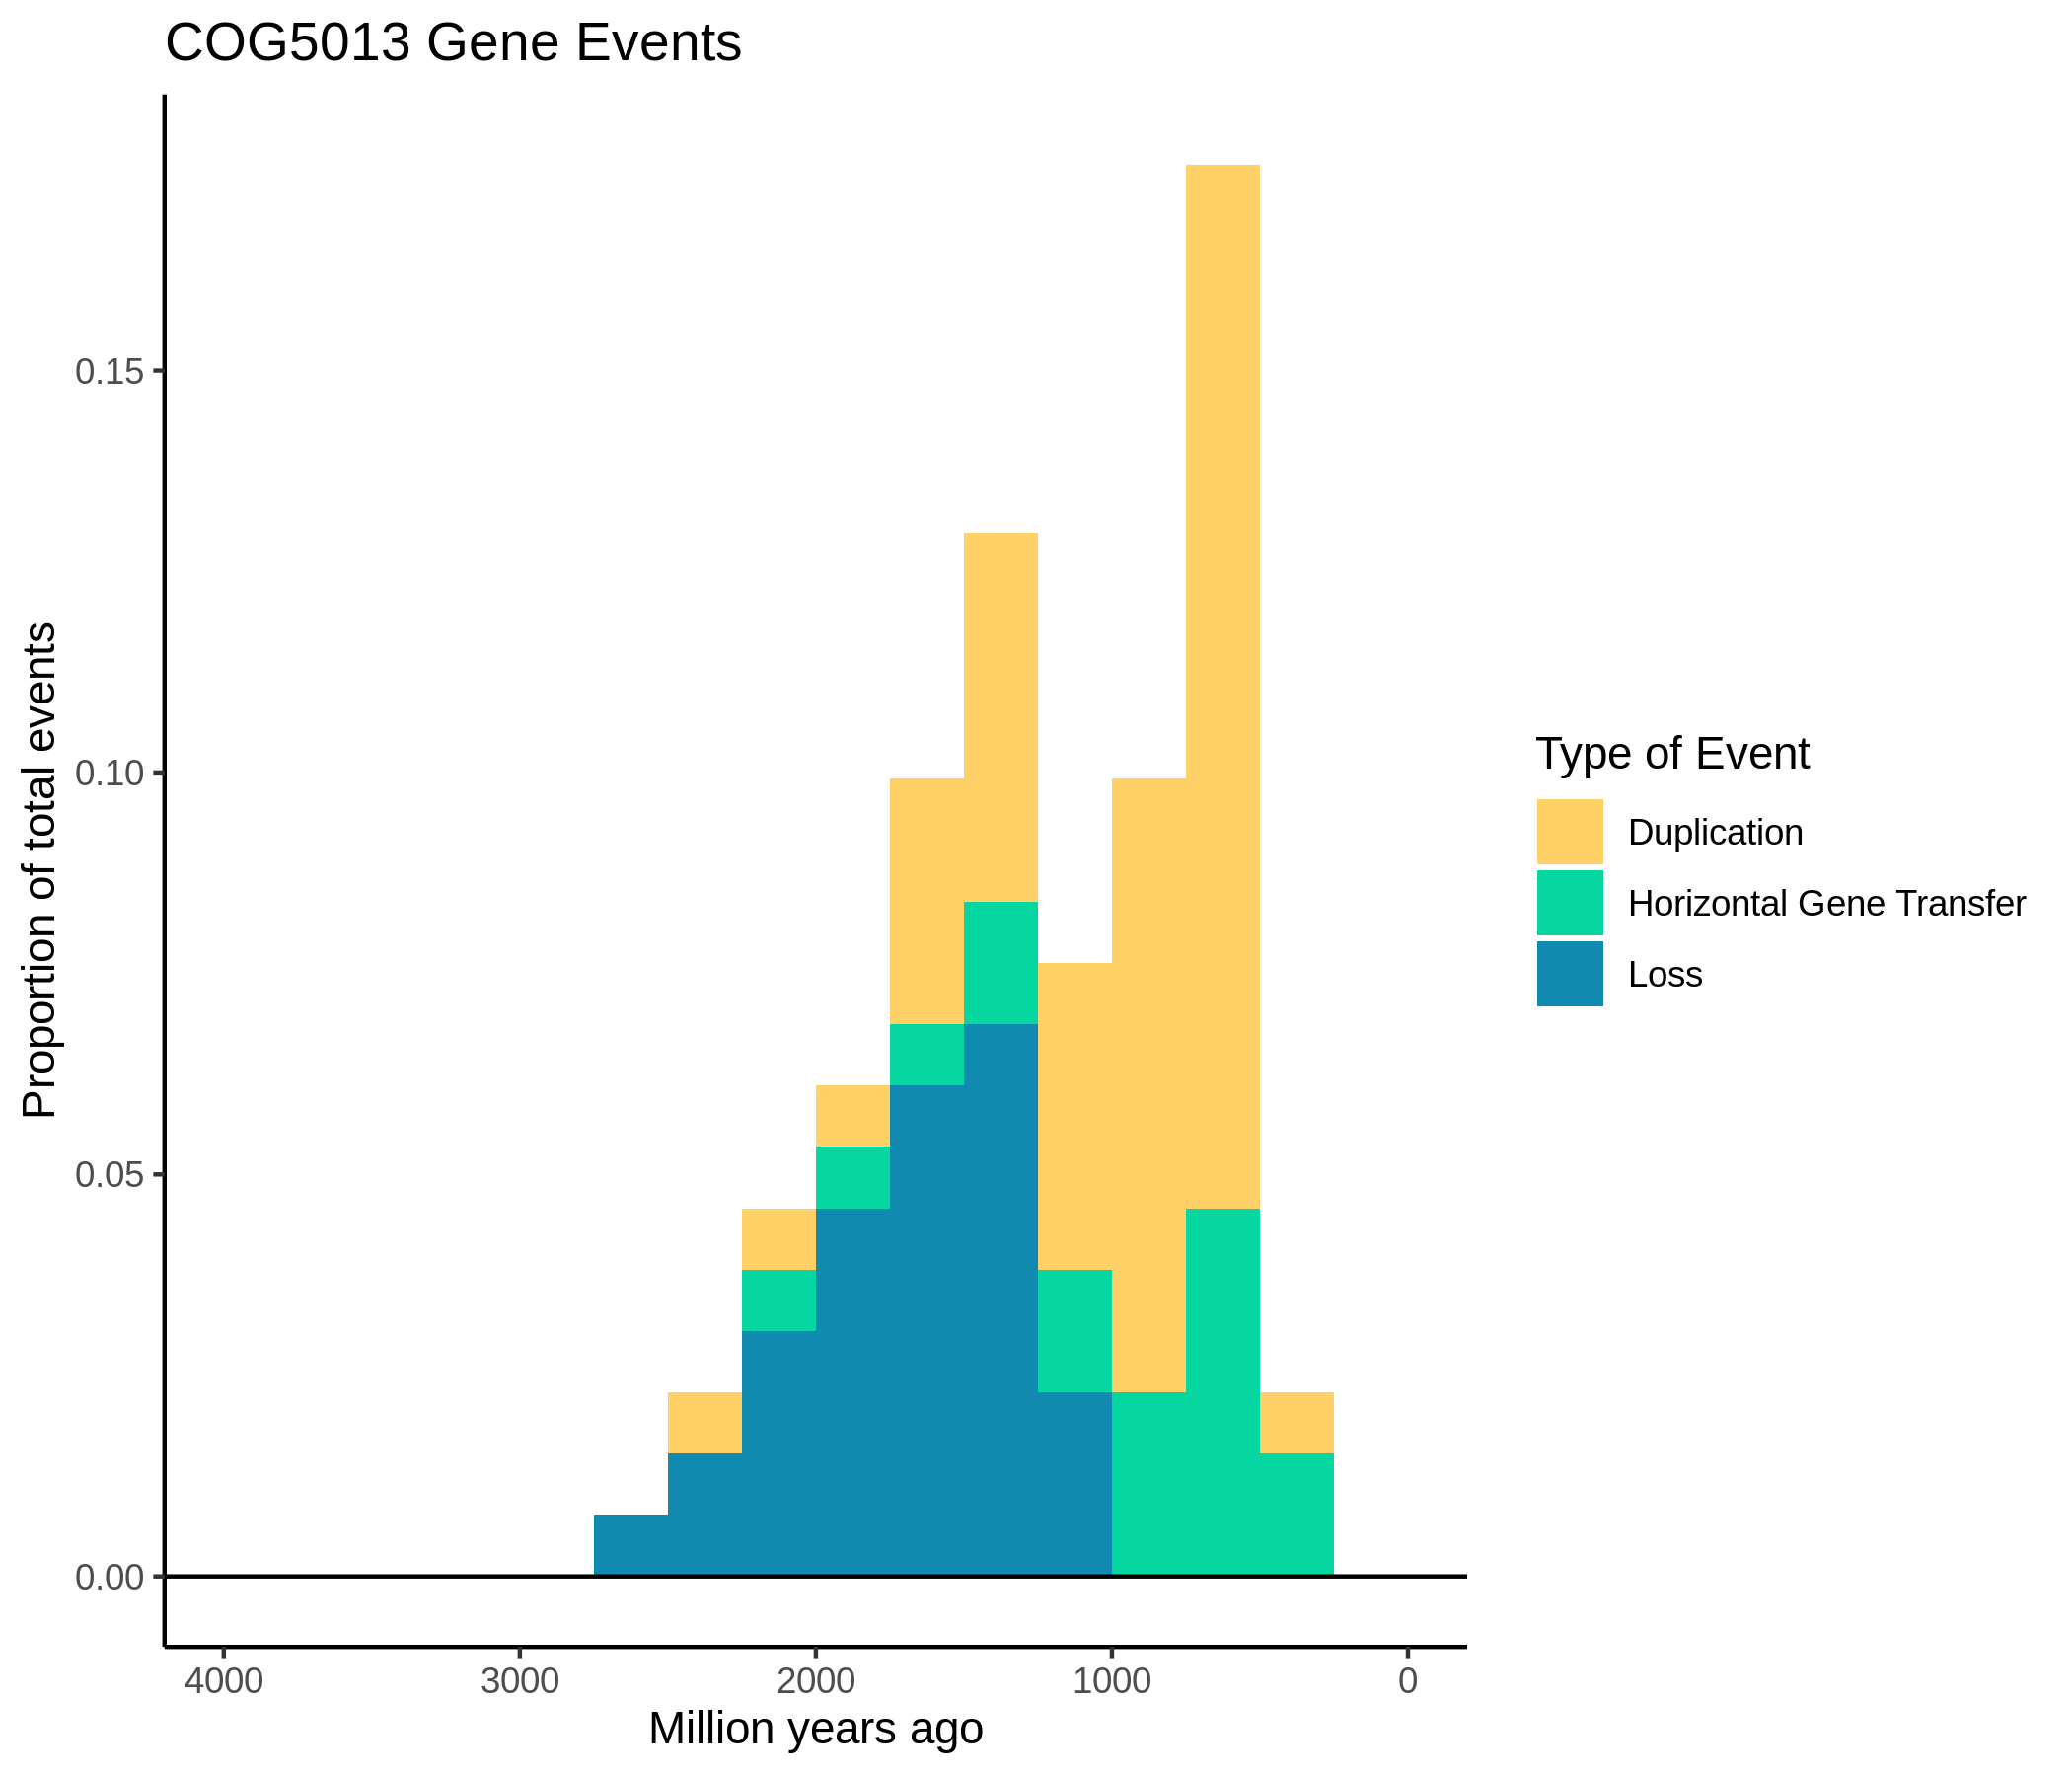 COG5013 Gene Events
Proportion of total events
0.15
0.10
0.05
0.00
4000 3000 2000 1000 0
Million years ago
Type of Event
Duplication
Horizontal Gene Transfer
Loss